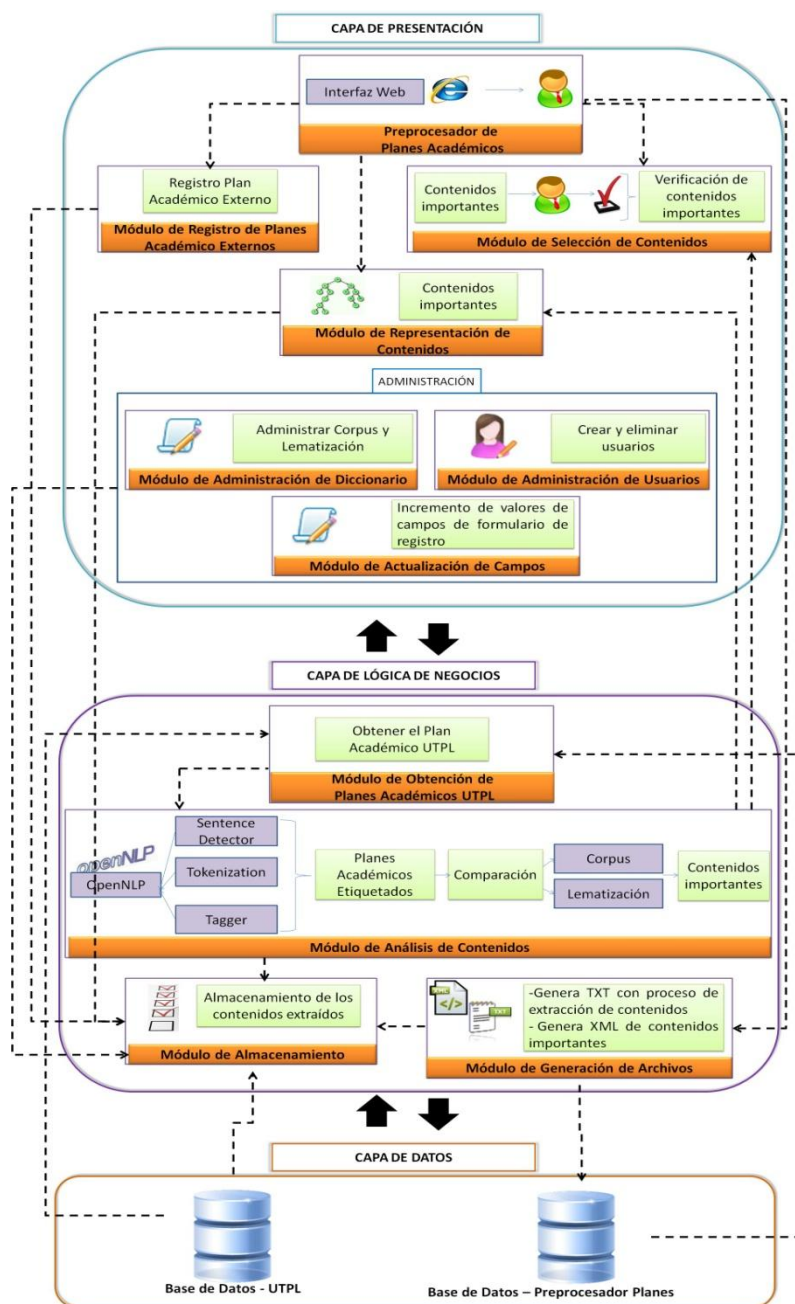 CAPA DE PRESENTACIÓN
Interfaz Web
Preprocesador de
Planes Académicos
Registro Plan
Académico Externo
Módulo de Registro de Planes
Académico Externos
Contenidos
importantes
Verificación de
contenidos
importantes
Módulo de Selección de Contenidos
Contenidos
importantes
Módulo de Representación de
Contenidos
ADMINISTRACIÓN
Administrar Corpus y
Lematización
Módulo de Administración de Diccionario
Crear y eliminar
usuarios
Módulo de Administración de Usuarios
Incremento de valores de
campos de formulario de
registro
Módulo de Actualización de Campos
CAPA DE LÓGICA DE NEGOCIOS
Obtener el Plan
Académico UTPL
Módulo de Obtención de
Planes Académicos UTPL
openNLP
OpenNLP
Sentence
Detector
Tokenization
Tagger
Planes
Académicos
Etiquetados
Comparación
Corpus
Lematización
Contenidos
importantes
Módulo de Análisis de Contenidos
Almacenamiento de los
contenidos extraídos
Módulo de Almacenamiento
XML
TXT
-Genera TXT con proceso de
extracción de contenidos
- Genera XML de contenidos
importantes
Módulo de Generación de Archivos
CAPA DE DATOS
Base de Datos - UTPL
Base de Datos – Preprocesador Planes